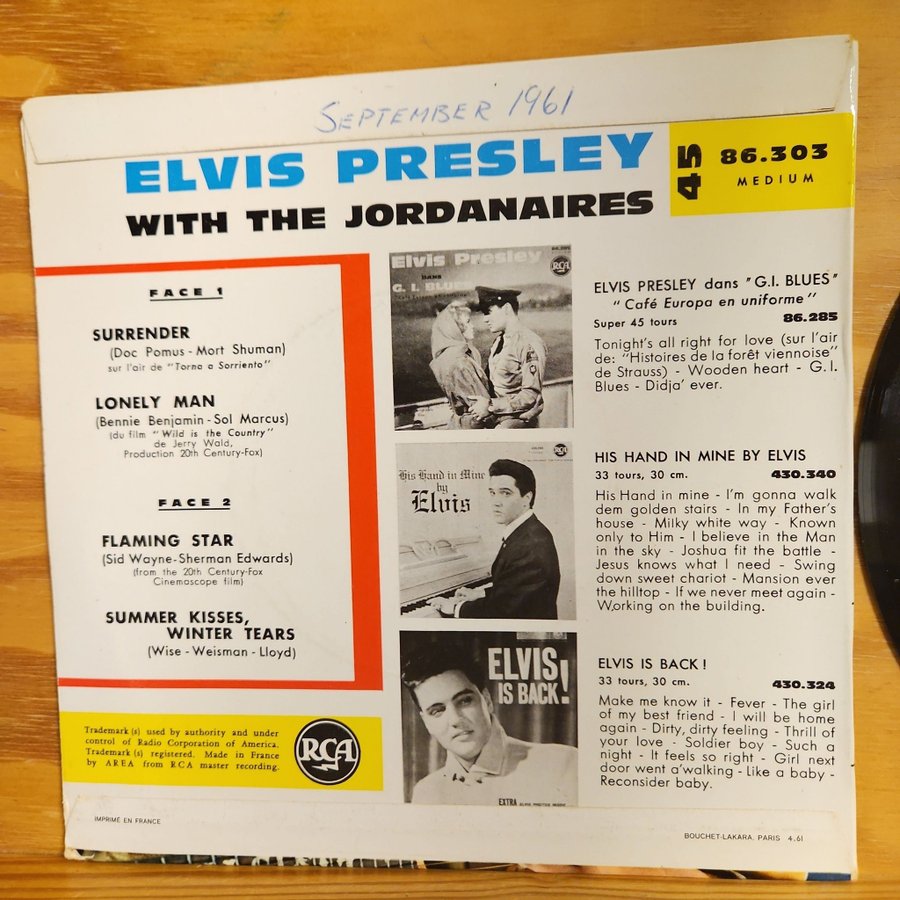 SEPTEMBER 1961
ELVIS PRESLEY
WITH THE JORDANAIRES
45
86.303
MEDIUM
FACE 1
SURRENDER
(Doc Pomus - Mort Shuman)
sur l'air de "Torna a Sorriento"
LONELY MAN
(Bennie Benjamin - Sol Marcus)
(du film "Wild is the Country"
de Jerry Wald,
Production 20th Century-Fox)
FACE 2
FLAMING STAR
(Sid Wayne - Sherman Edwards)
(from the 20th Century-Fox
Cinemascope film)
SUMMER KISSES,
WINTER TEARS
(Wise - Weisman - Lloyd)
Trademark (s) used by authority and under
control of Radio Corporation of America.
Trademark (s) registered. Made in France
by AREA from RCA master recording.
RCA
Elvis Presley
DANS
G. I. BLUES
RCA
ELVIS PRESLEY dans "G.I. BLUES"
"Café Europa en uniforme"
Super 45 tours 86.285
Tonight's all right for love (sur l'air
de: "Histoires de la forêt viennoise"
de Strauss) - Wooden heart - G. I.
Blues - Didja' ever.
His Hand in Mine
by
Elvis
RCA
HIS HAND IN MINE BY ELVIS
33 tours, 30 cm. 430.340
His Hand in mine - I'm gonna walk
dem golden stairs - In my Father's
house - Milky white way - Known
only to Him - I believe in the Man
in the sky - Joshua fit the battle -
Jesus knows what I need - Swing
down sweet chariot - Mansion over
the hilltop - If we never meet again -
Working on the building.
ELVIS
IS BACK!
EXTRA
ELVIS IS BACK !
33 tours, 30 cm. 430.324
Make me know it - Fever - The girl
of my best friend - I will be home
again - Dirty, dirty feeling - Thrill of
your love - Soldier boy - Such a
night - It feels so right - Girl next
door went a'walking - Like a baby -
Reconsider baby.
IMPRIMÉ EN FRANCE
BOUCHET-LAKARA. PARIS 4.61